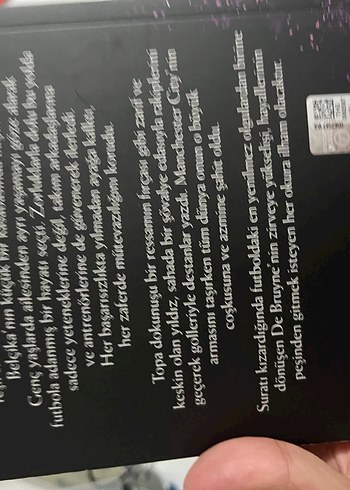 Belçika'nın küçük bir
Genç yaşlarda ailesinden ayrı yaşamayı göze alarak
futbola adanmış bir hayatı seçti. Zorluklarla dolu bu yolda
sadece yeteneklerine değil, takım arkadaşlarına
ve antrenörlerine de güvenerek ilerledi.
Her başarısızlıkta yılmadan ayağa kalktı,
her zaferde mütevazılığını korudu.
Topa dokunuşu bir ressamın fırçası gibi zarif ve
keskin olan yıldız, sahada bir şövalye edasıyla rakiplerini
geçerek golleriyle destanlar yazdı. Manchester City'nin
armasını taşırken tüm dünya onun o büyük
coşkusuna ve azmine şahit oldu.
Suratı kızardığında futboldaki en yenilmez olgulardan birine
dönüşen De Bruyne'nin zirveye yükselişi, hayallerinin
peşinden gitmek isteyen her okura ilham olacaktır.